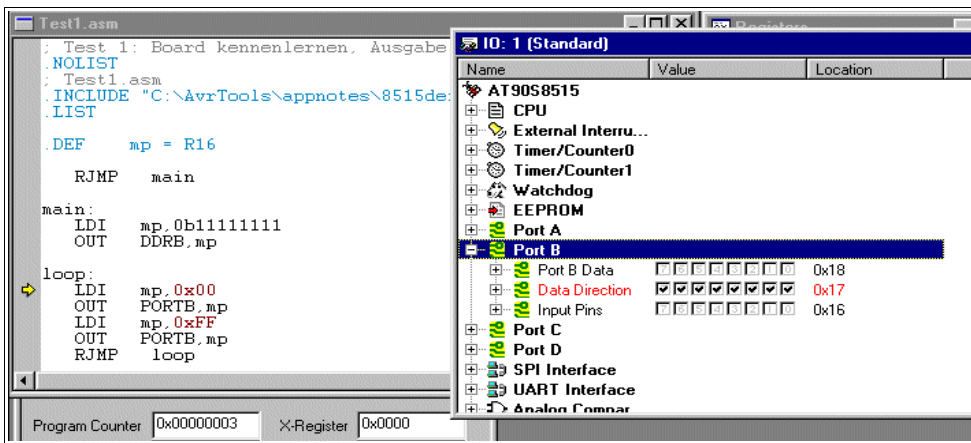 Test1.asm
Registers
; Test 1: Board kennenlernen, Ausgabe
.NOLIST
; Test1.asm
.INCLUDE "C:\AvrTools\appnotes\8515de
.LIST
.DEF mp = R16
RJMP main
main:
LDI mp,0b11111111
OUT DDRB,mp
loop:
LDI mp,0x00
OUT PORTB,mp
LDI mp,0xFF
OUT PORTB,mp
RJMP loop
Program Counter 0x00000003 X-Register 0x0000
IO: 1 (Standard)
Name Value Location
AT90S8515
CPU
External Interru...
Timer/Counter0
Timer/Counter1
Watchdog
EEPROM
Port A
Port B
Port B Data 7 6 5 4 3 2 1 0 0x18
Data Direction 0x17
Input Pins 7 6 5 4 3 2 1 0 0x16
Port C
Port D
SPI Interface
UART Interface
Analog Compar